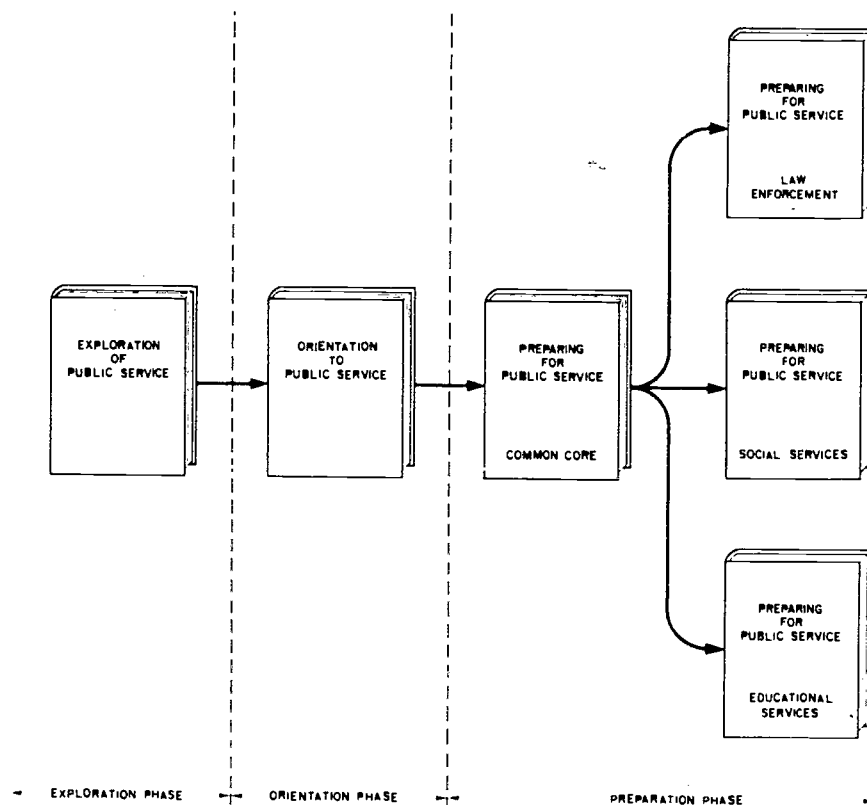 EXPLORATION
OF
PUBLIC SERVICE
ORIENTATION
TO
PUBLIC SERVICE
PREPARING
FOR
PUBLIC SERVICE
COMMON CORE
PREPARING
FOR
PUBLIC SERVICE
LAW
ENFORCEMENT
PREPARING
FOR
PUBLIC SERVICE
SOCIAL SERVICES
PREPARING
FOR
PUBLIC SERVICE
EDUCATIONAL
SERVICES
EXPLORATION PHASE
ORIENTATION PHASE
PREPARATION PHASE